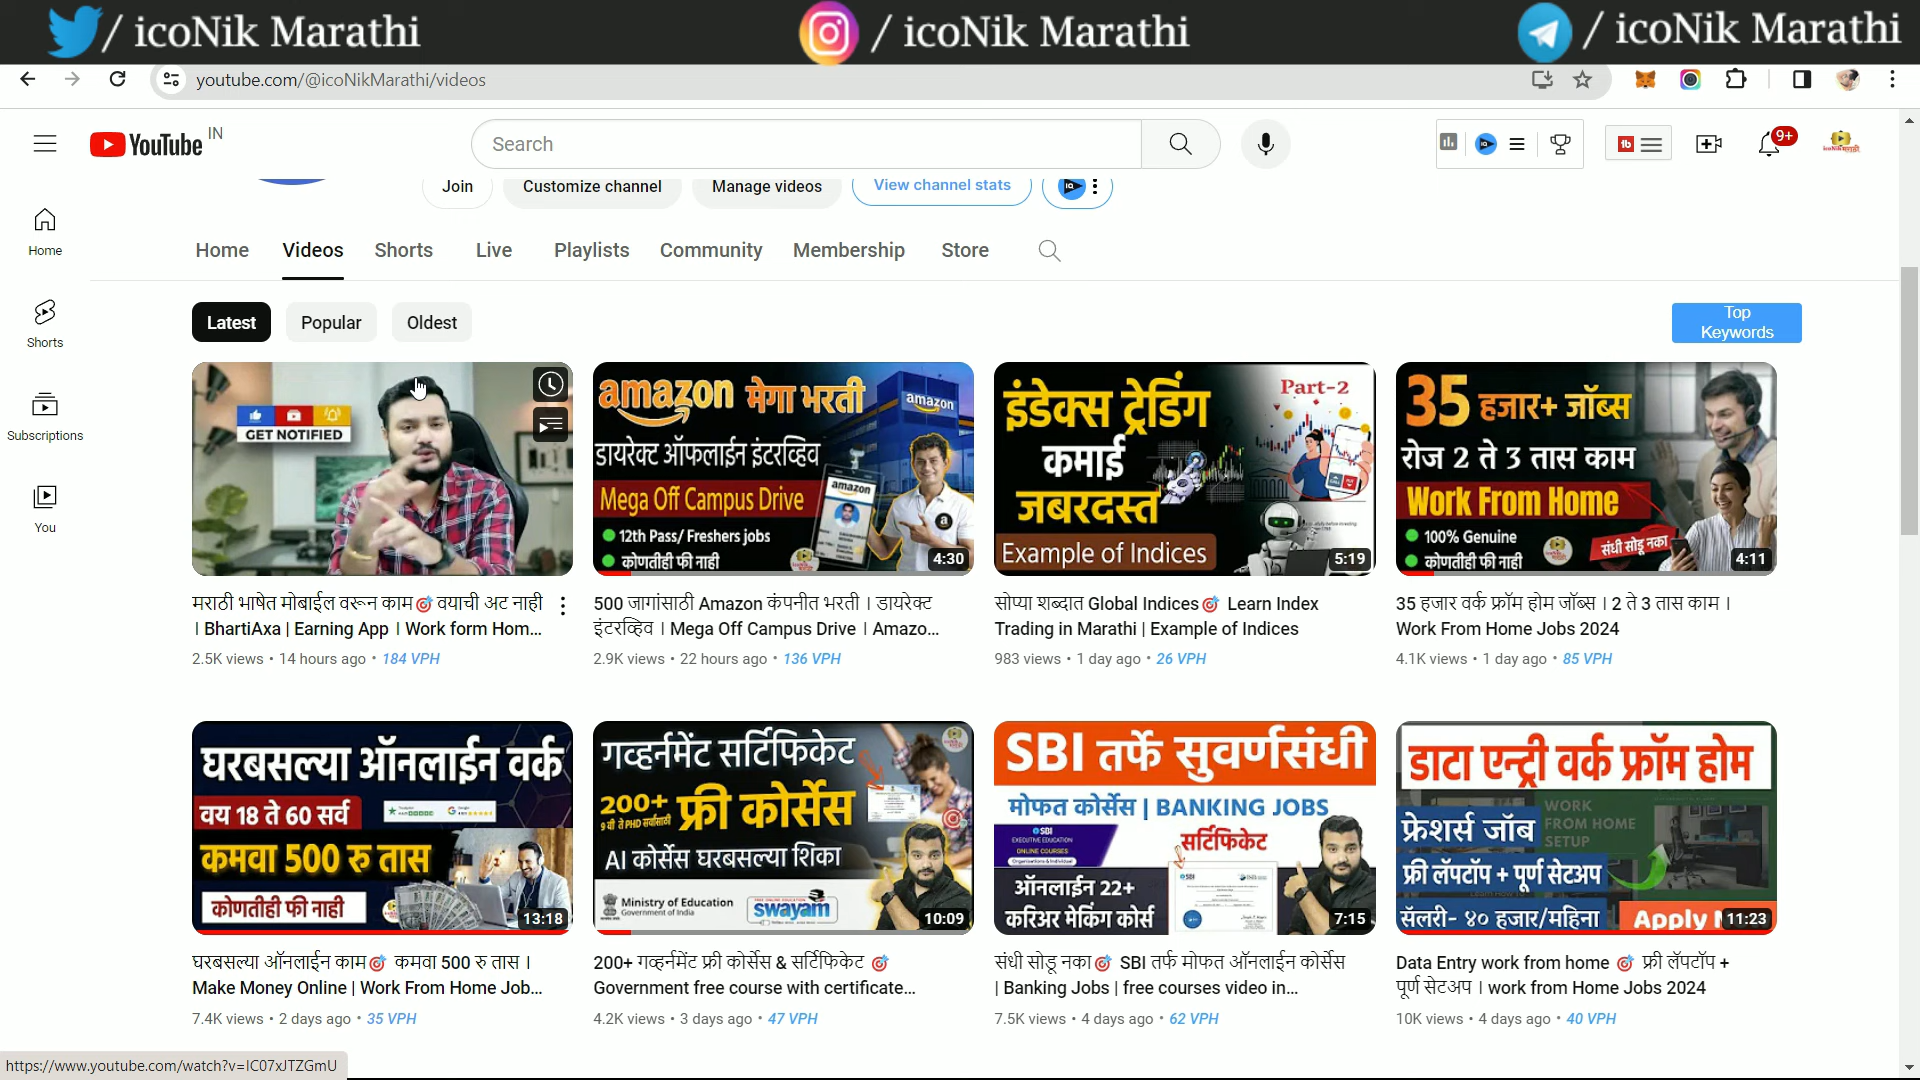 / icoNik Marathi
/ icoNik Marathi
/ icoNik Marathi
youtube.com/@icoNikMarathi/videos
YouTube IN
Search
9+
Join
Customize channel
Manage videos
View channel stats
Home
Videos
Shorts
Live
Playlists
Community
Membership
Store
Home
Shorts
Subscriptions
You
Latest
Popular
Oldest
Top
Keywords
GET NOTIFIED
मराठी भाषेत मोबाईल वरून काम🎯 वयाची अट नाही
। BhartiAxa | Earning App । Work form Hom...
2.5K views • 14 hours ago • 184 VPH
amazon मेगा भरती
amazon
डायरेक्ट ऑफलाईन इंटरव्हिव
Mega Off Campus Drive
amazon
12th Pass/ Freshers jobs
कोणतीही फी नाही
4:30
500 जागांसाठी Amazon कंपनीत भरती । डायरेक्ट
इंटरव्हिव । Mega Off Campus Drive । Amazo...
2.9K views • 22 hours ago • 136 VPH
इंडेक्स ट्रेडिंग
Part-2
कमाई
जबरदस्त
Example of Indices
5:19
सोप्या शब्दात Global Indices🎯 Learn Index
Trading in Marathi | Example of Indices
983 views • 1 day ago • 26 VPH
35 हजार+ जॉब्स
रोज 2 ते 3 तास काम
Work From Home
100% Genuine
कोणतीही फी नाही
संधी सोडू नका
4:11
35 हजार वर्क फ्रॉम होम जॉब्स । 2 ते 3 तास काम ।
Work From Home Jobs 2024
4.1K views • 1 day ago • 85 VPH
घरबसल्या ऑनलाईन वर्क
वय 18 ते 60 सर्व
कमवा 500 रु तास
कोणतीही फी नाही
13:18
घरबसल्या ऑनलाईन काम🎯 कमवा 500 रु तास ।
Make Money Online | Work From Home Job...
7.4K views • 2 days ago • 35 VPH
गव्हर्नमेंट सर्टिफिकेट
200+ फ्री कोर्सेस
9 वी ते PHD सर्वांसाठी
AI कोर्सेस घरबसल्या शिका
Ministry of Education
Government of India
swayam
10:09
200+ गव्हर्नमेंट फ्री कोर्सेस & सर्टिफिकेट 🎯
Government free course with certificate...
4.2K views • 3 days ago • 47 VPH
SBI तर्फे सुवर्णसंधी
मोफत कोर्सेस | BANKING JOBS
SBI
EXECUTIVE EDUCATION
ONLINE COURSES
सर्टिफिकेट
ऑनलाईन 22+
करिअर मेकिंग कोर्स
7:15
संधी सोडू नका🎯 SBI तर्फे मोफत ऑनलाईन कोर्सेस
| Banking Jobs | free courses video in...
7.5K views • 4 days ago • 62 VPH
डाटा एन्ट्री वर्क फ्रॉम होम
फ्रेशर्स जॉब
WORK
FROM HOME
SETUP
फ्री लॅपटॉप + पूर्ण सेटअप
सॅलरी- ४० हजार/महिना
Apply
11:23
Data Entry work from home 🎯 फ्री लॅपटॉप +
पूर्ण सेटअप । work from Home Jobs 2024
10K views • 4 days ago • 40 VPH
https://www.youtube.com/watch?v=IC07xJTZGmU